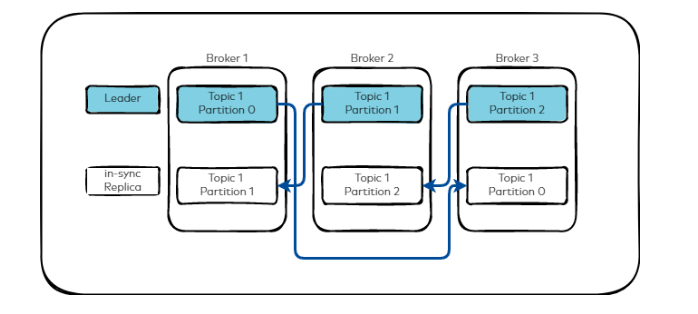 Broker 1
Broker 2
Broker 3
Leader
Topic 1
Partition 0
Topic 1
Partition 1
Topic 1
Partition 2
in-sync
Replica
Topic 1
Partition 1
Topic 1
Partition 2
Topic 1
Partition 0